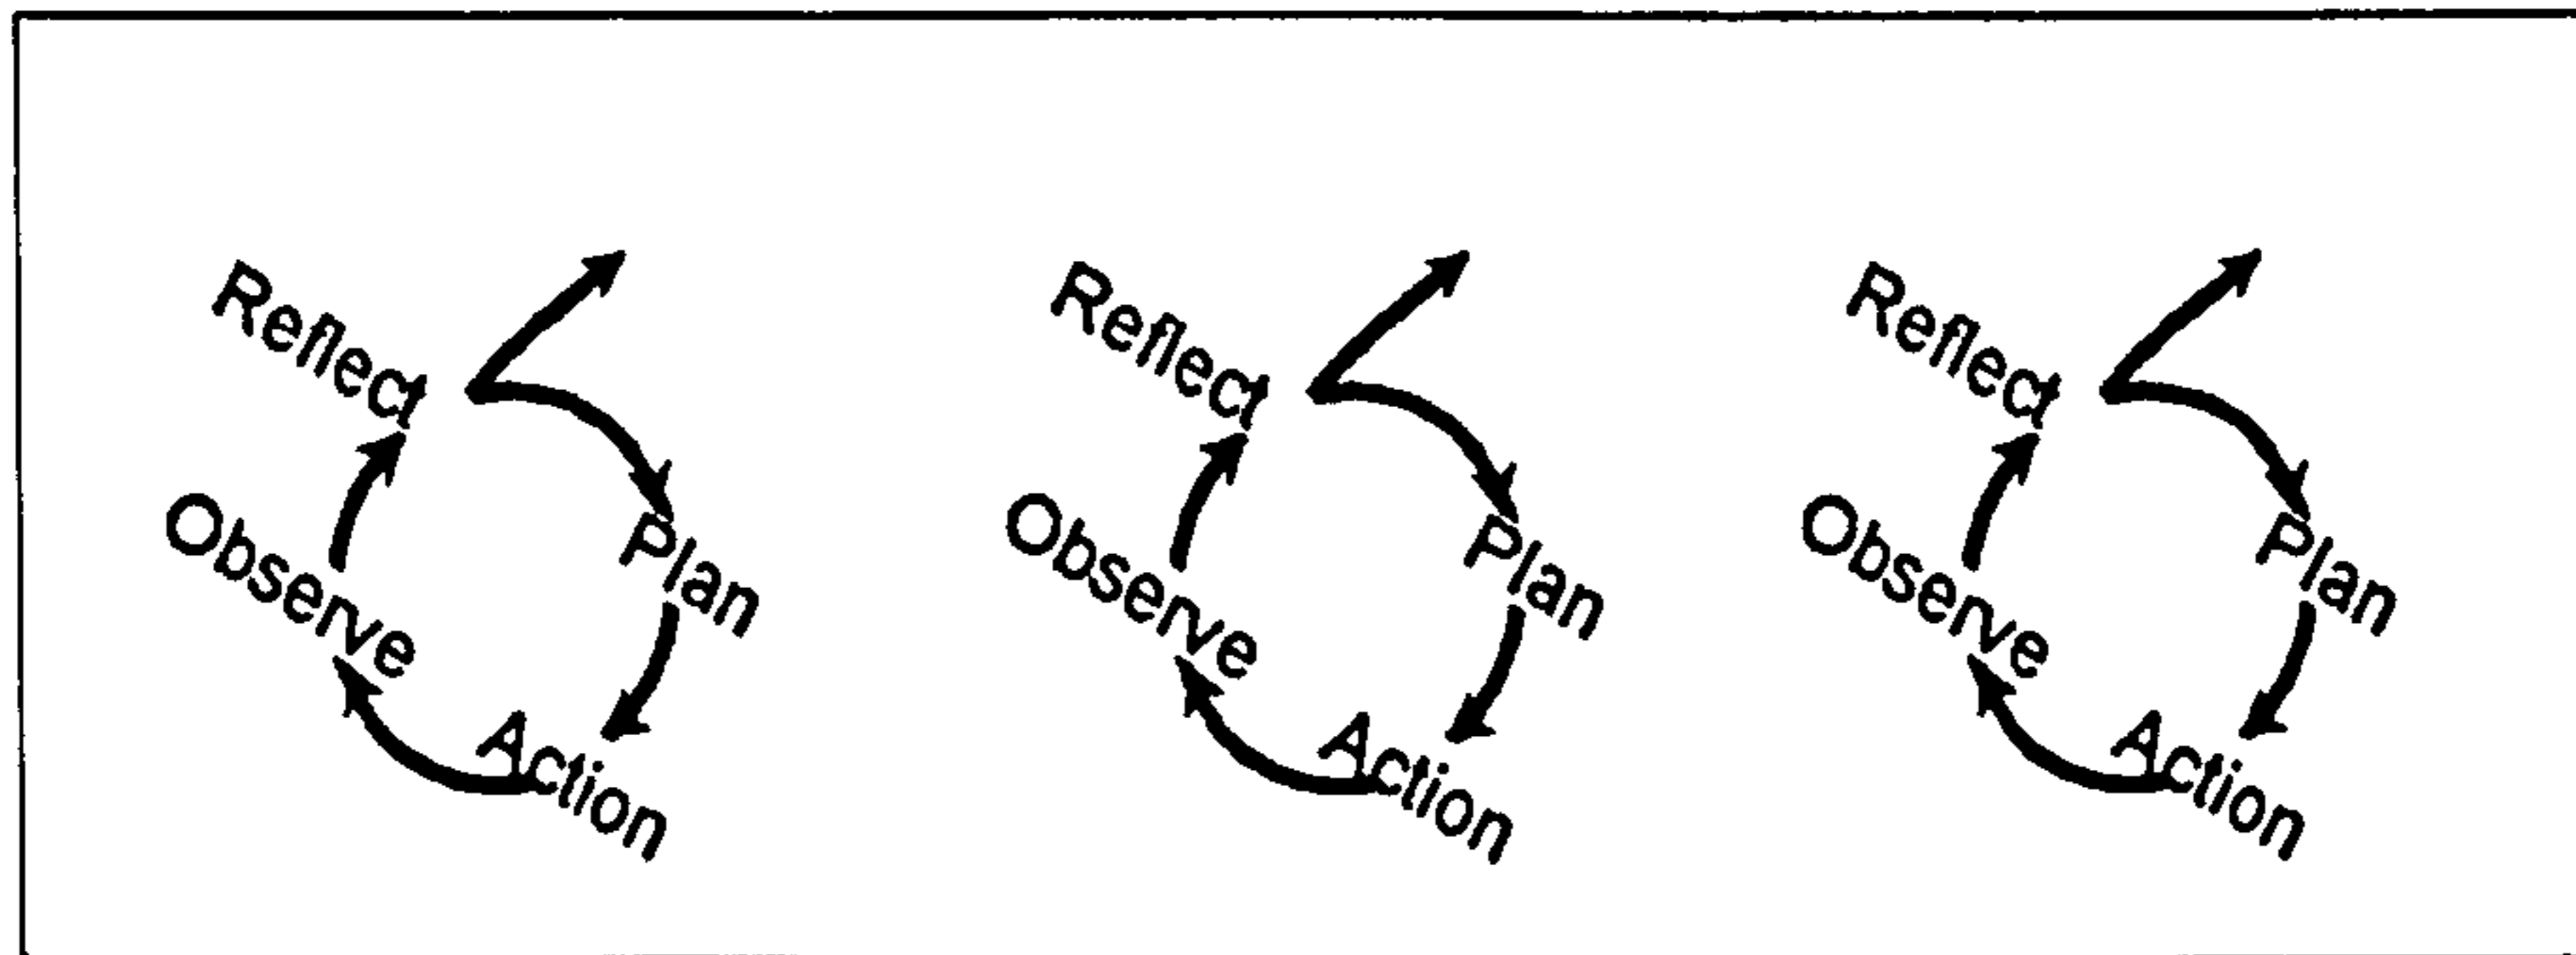 Reflect
Plan
Action
Observe
Reflect
Plan
Action
Observe
Reflect
Plan
Action
Observe